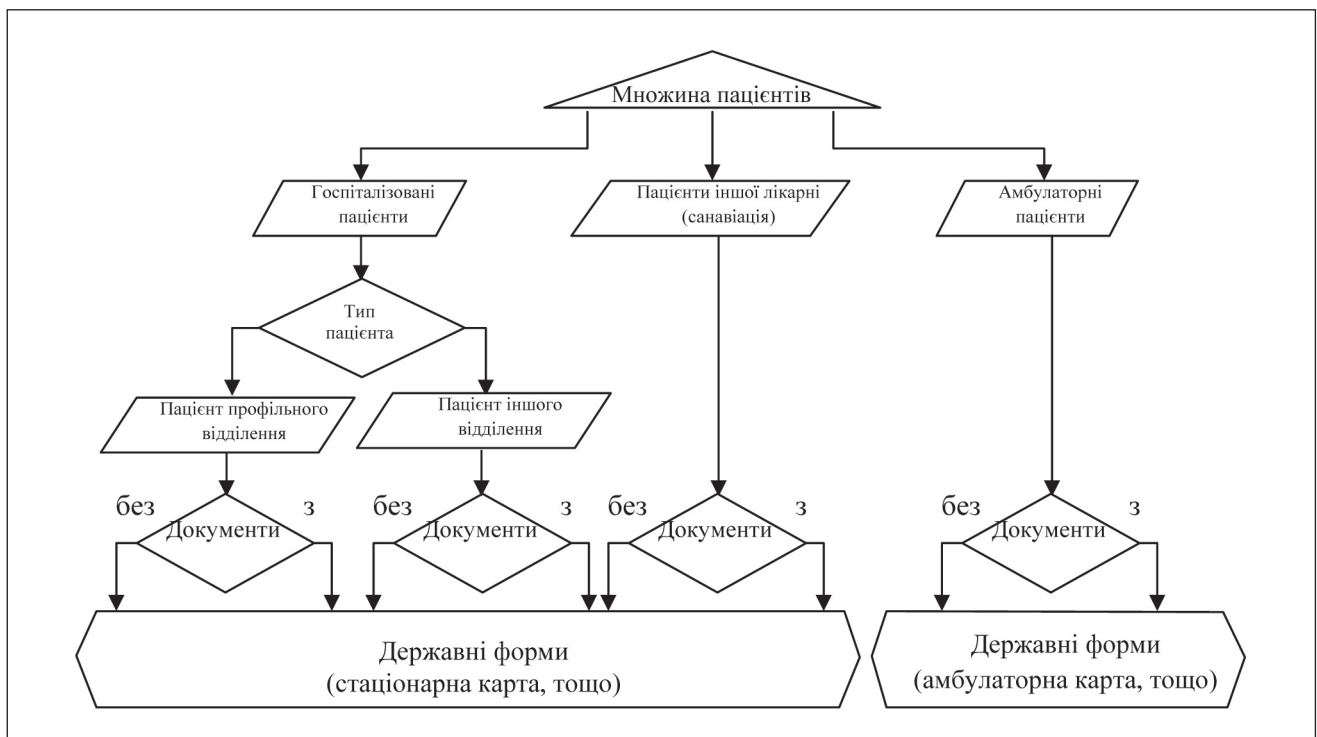 Множина пацієнтів
Госпіталізовані
пацієнти
Пацієнти іншої лікарні
(санавіація)
Амбулаторні
пацієнти
Тип
пацієнта
Пацієнт профільного
відділення
Пацієнт іншого
відділення
без
Документи
з
без
Документи
з
без
Документи
з
без
Документи
з
Державні форми
(стаціонарна карта, тощо)
Державні форми
(амбулаторна карта, тощо)